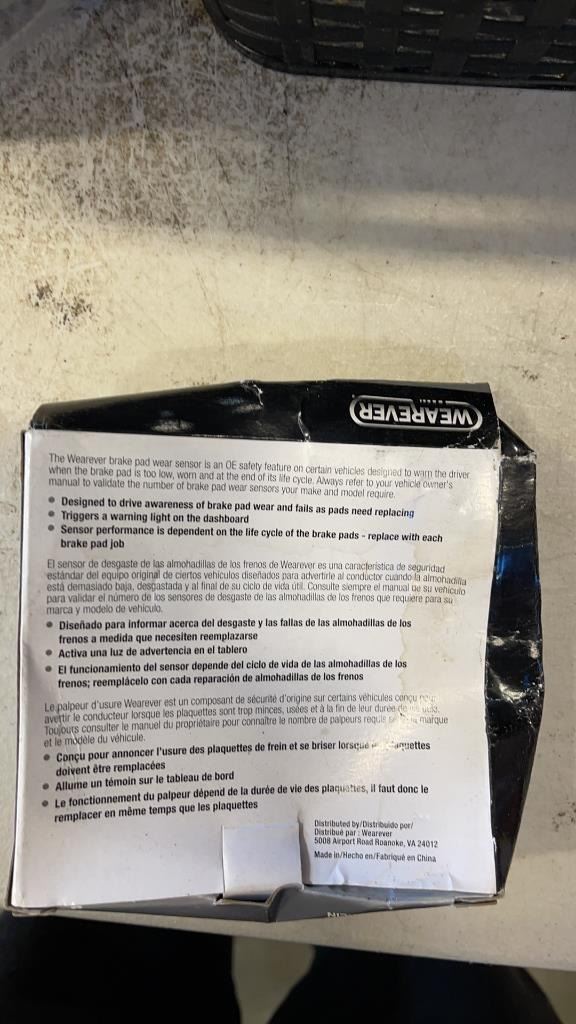 WEAREVER
The Wearever brake pad wear sensor is an OE safety feature on certain vehicles designed to warn the driver
when the brake pad is too low, worn and at the end of its life cycle. Always refer to your vehicle owner's
manual to validate the number of brake pad wear sensors your make and model require.
• Designed to drive awareness of brake pad wear and fails as pads need replacing
• Triggers a warning light on the dashboard
• Sensor performance is dependent on the life cycle of the brake pads - replace with each
brake pad job
El sensor de desgaste de las almohadillas de los frenos de Wearever es una característica de seguridad
estándar del equipo original de ciertos vehículos diseñados para advertirle al conductor cuando la almohadilla
está demasiado baja, desgastada y al final de su ciclo de vida útil. Consulte siempre el manual de su vehículo
para validar el número de los sensores de desgaste de las almohadillas de los frenos que requiere para su
marca y modelo de vehículo.
• Diseñado para informar acerca del desgaste y las fallas de las almohadillas de los
frenos a medida que necesiten reemplazarse
• Activa una luz de advertencia en el tablero
• El funcionamiento del sensor depende del ciclo de vida de las almohadillas de los
frenos; reemplácelo con cada reparación de almohadillas de los frenos
Le palpeur d'usure Wearever est un composant de sécurité d'origine sur certains véhicules conçu
avertir le conducteur lorsque les plaquettes sont trop minces, usées et à la fin de leur durée de
Toujours consulter le manuel du propriétaire pour connaître le nombre de palpeurs requis marque
et le modèle du véhicule.
• Conçu pour annoncer l'usure des plaquettes de frein et se briser lorsque
doivent être remplacées
• Allume un témoin sur le tableau de bord
• Le fonctionnement du palpeur dépend de la durée de vie des plaquettes, il faut donc le
remplacer en même temps que les plaquettes
Distributed by/Distribuido por/
Distribué par : Wearever
5008 Airport Road Roanoke, VA 24012
Made in/Hecho en/Fabriqué en China